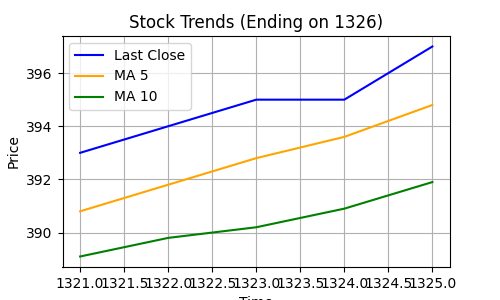 Stock Trends (Ending on 1326)
Last Close
MA 5
MA 10
Price
396
394
392
390
1321.0 1321.5 1322.0 1322.5 1323.0 1323.5 1324.0 1324.5 1325.0
Time